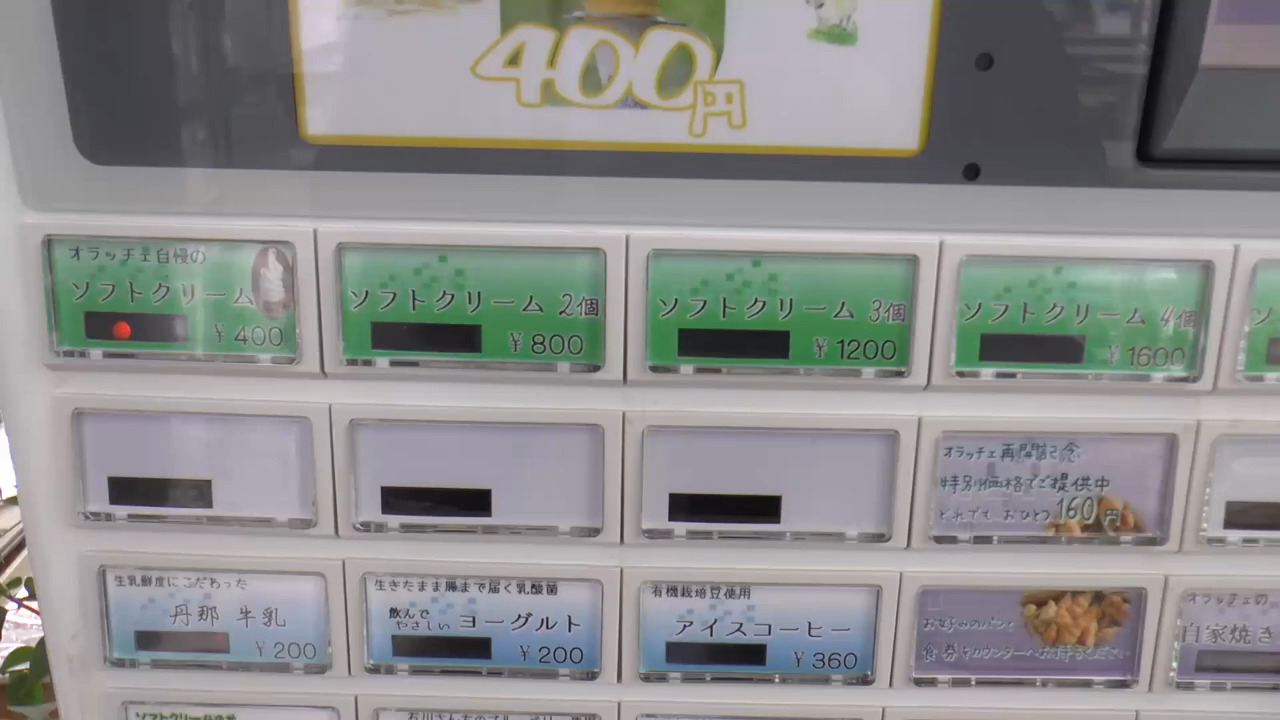 400円
オラッチェ自慢の
ソフトクリーム
¥400
ソフトクリーム 2個
¥800
ソフトクリーム 3個
¥1200
ソフトクリーム 4個
¥1600
ソ
オラッチェ再開記念
特別価格でご提供中
どれでも おひとつ160円
生乳鮮度にこだわった
丹那 牛乳
¥200
生きたまま腸まで届く乳酸菌
飲んで
やさしい ヨーグルト
¥200
有機栽培豆使用
アイスコーヒー
¥360
お好みのパンと
食券をカウンターへお持ちください
オラッチェの
自家焼き